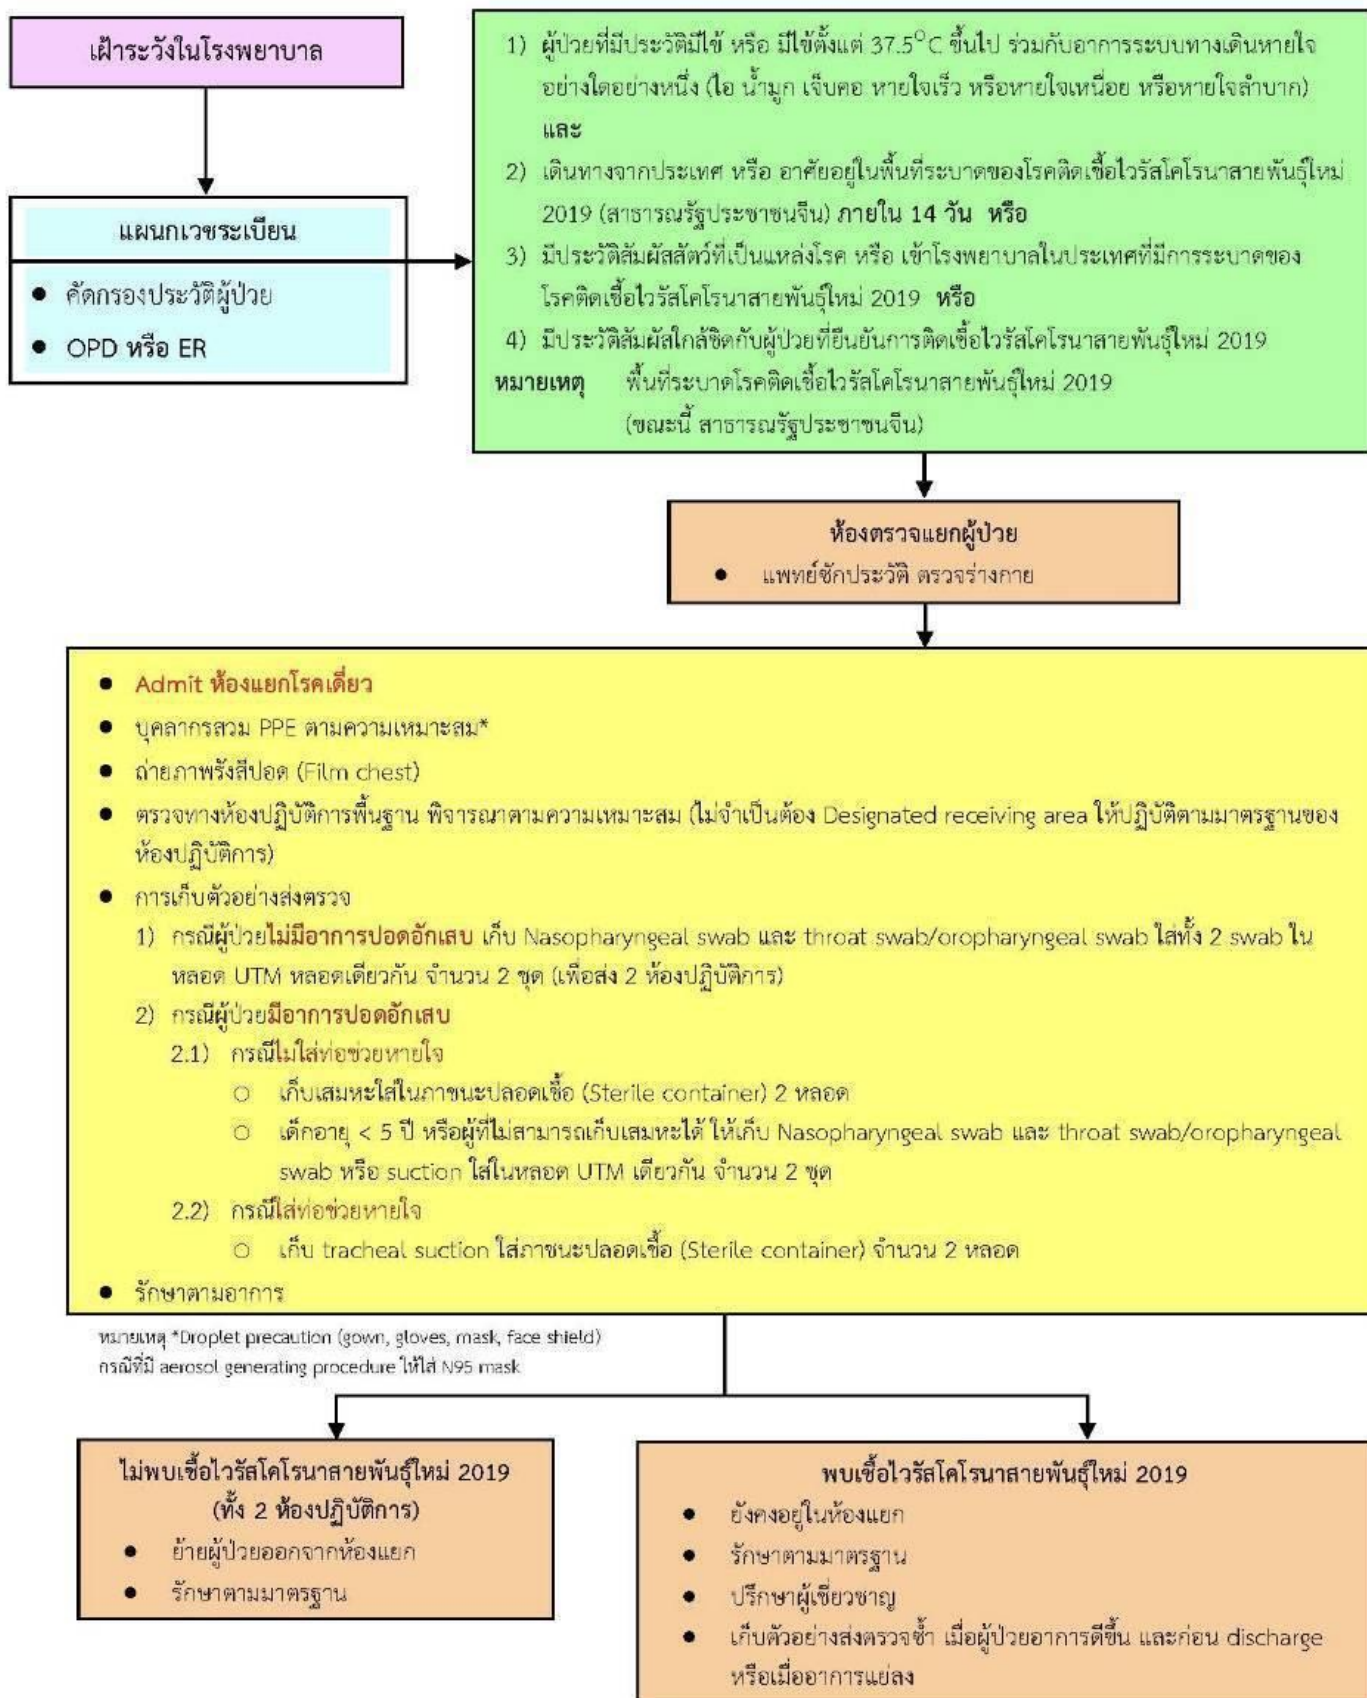 เฝ้าระวังในโรงพยาบาล
แผนกเวชระเบียน
● คัดกรองประวัติผู้ป่วย
● OPD หรือ ER
1) ผู้ป่วยที่มีประวัติมีไข้ หรือ มีไข้ตั้งแต่ 37.5°C ขึ้นไป ร่วมกับอาการระบบทางเดินหายใจ
อย่างใดอย่างหนึ่ง (ไอ น้ำมูก เจ็บคอ หายใจเร็ว หรือหายใจเหนื่อย หรือหายใจลำบาก)
และ
2) เดินทางจากประเทศ หรือ อาศัยอยู่ในพื้นที่ระบาดของโรคติดเชื้อไวรัสโคโรนาสายพันธุ์ใหม่
2019 (สาธารณรัฐประชาชนจีน) ภายใน 14 วัน หรือ
3) มีประวัติสัมผัสสัตว์ที่เป็นแหล่งโรค หรือ เข้าโรงพยาบาลในประเทศที่มีการระบาดของ
โรคติดเชื้อไวรัสโคโรนาสายพันธุ์ใหม่ 2019 หรือ
4) มีประวัติสัมผัสใกล้ชิดกับผู้ป่วยที่ยืนยันการติดเชื้อไวรัสโคโรนาสายพันธุ์ใหม่ 2019
หมายเหตุ พื้นที่ระบาดโรคติดเชื้อไวรัสโคโรนาสายพันธุ์ใหม่ 2019
(ขณะนี้ สาธารณรัฐประชาชนจีน)
ห้องตรวจแยกผู้ป่วย
● แพทย์ซักประวัติ ตรวจร่างกาย
● Admit ห้องแยกโรคเดี่ยว
● บุคลากรสวม PPE ตามความเหมาะสม*
● ถ่ายภาพรังสีปอด (Film chest)
● ตรวจทางห้องปฏิบัติการพื้นฐาน พิจารณาตามความเหมาะสม (ไม่จำเป็นต้อง Designated receiving area ให้ปฏิบัติตามมาตรฐานของ
ห้องปฏิบัติการ)
● การเก็บตัวอย่างส่งตรวจ
1) กรณีผู้ป่วยไม่มีอาการปอดอักเสบ เก็บ Nasopharyngeal swab และ throat swab/oropharyngeal swab ใส่ทั้ง 2 swab ใน
หลอด UTM หลอดเดียวกัน จำนวน 2 ชุด (เพื่อส่ง 2 ห้องปฏิบัติการ)
2) กรณีผู้ป่วยมีอาการปอดอักเสบ
2.1) กรณีไม่ใส่ท่อช่วยหายใจ
○ เก็บเสมหะใส่ในภาชนะปลอดเชื้อ (Sterile container) 2 หลอด
○ เด็กอายุ < 5 ปี หรือผู้ที่ไม่สามารถเก็บเสมหะได้ ให้เก็บ Nasopharyngeal swab และ throat swab/oropharyngeal
swab หรือ suction ใส่ในหลอด UTM เดียวกัน จำนวน 2 ชุด
2.2) กรณีใส่ท่อช่วยหายใจ
○ เก็บ tracheal suction ใส่ภาชนะปลอดเชื้อ (Sterile container) จำนวน 2 หลอด
● รักษาตามอาการ
หมายเหตุ *Droplet precaution (gown, gloves, mask, face shield)
กรณีที่มี aerosol generating procedure ให้ใส่ N95 mask
ไม่พบเชื้อไวรัสโคโรนาสายพันธุ์ใหม่ 2019
(ทั้ง 2 ห้องปฏิบัติการ)
● ย้ายผู้ป่วยออกจากห้องแยก
● รักษาตามมาตรฐาน
พบเชื้อไวรัสโคโรนาสายพันธุ์ใหม่ 2019
● ยังคงอยู่ในห้องแยก
● รักษาตามมาตรฐาน
● ปรึกษาผู้เชี่ยวชาญ
● เก็บตัวอย่างส่งตรวจซ้ำ เมื่อผู้ป่วยอาการดีขึ้น และก่อน discharge
หรือเมื่ออาการแย่ลง